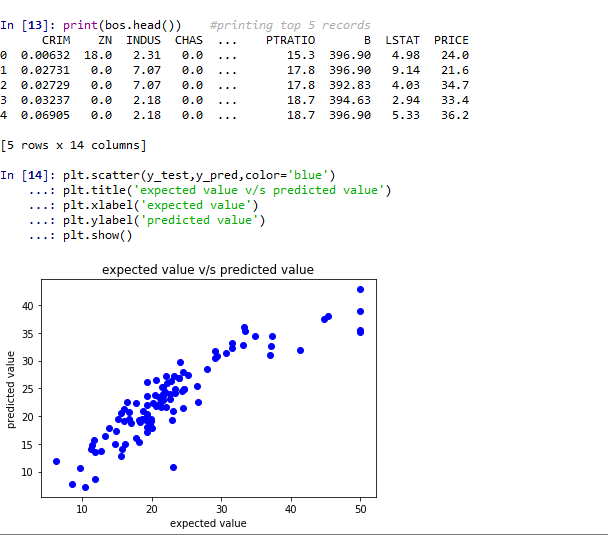 In [13]: print(bos.head())    #printing top 5 records
      CRIM    ZN  INDUS  CHAS  ...    PTRATIO       B  LSTAT  PRICE
0  0.00632  18.0   2.31   0.0  ...       15.3  396.90   4.98   24.0
1  0.02731   0.0   7.07   0.0  ...       17.8  396.90   9.14   21.6
2  0.02729   0.0   7.07   0.0  ...       17.8  392.83   4.03   34.7
3  0.03237   0.0   2.18   0.0  ...       18.7  394.63   2.94   33.4
4  0.06905   0.0   2.18   0.0  ...       18.7  396.90   5.33   36.2
[5 rows x 14 columns]
In [14]: plt.scatter(y_test,y_pred,color='blue')
    ...: plt.title('expected value v/s predicted value')
    ...: plt.xlabel('expected value')
    ...: plt.ylabel('predicted value')
    ...: plt.show()
expected value v/s predicted value
40
35
30
25
20
15
10
predicted value
10 20 30 40 50
expected value